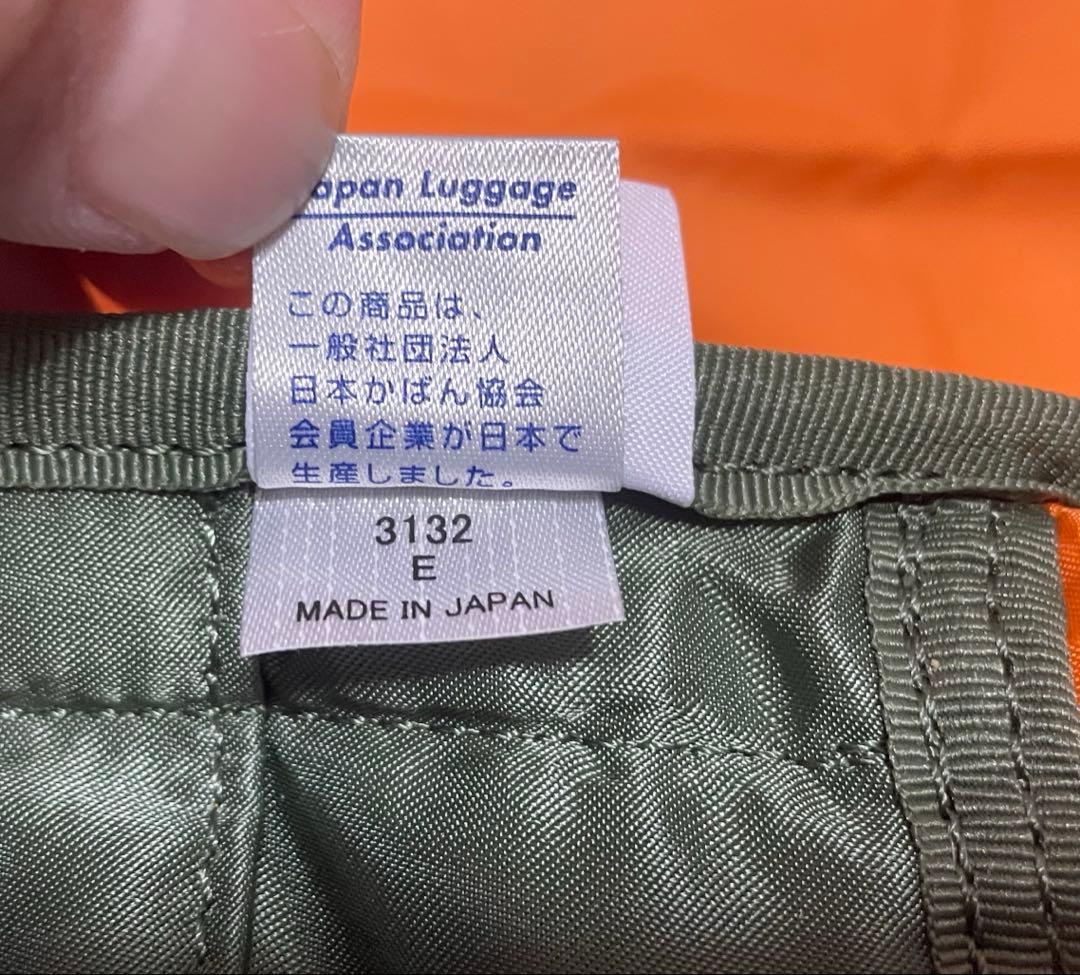 apan Luggage
Association
この商品は、
一般社団法人
日本かばん協会
会員企業が日本で
生産しました。
3132
E
MADE IN JAPAN